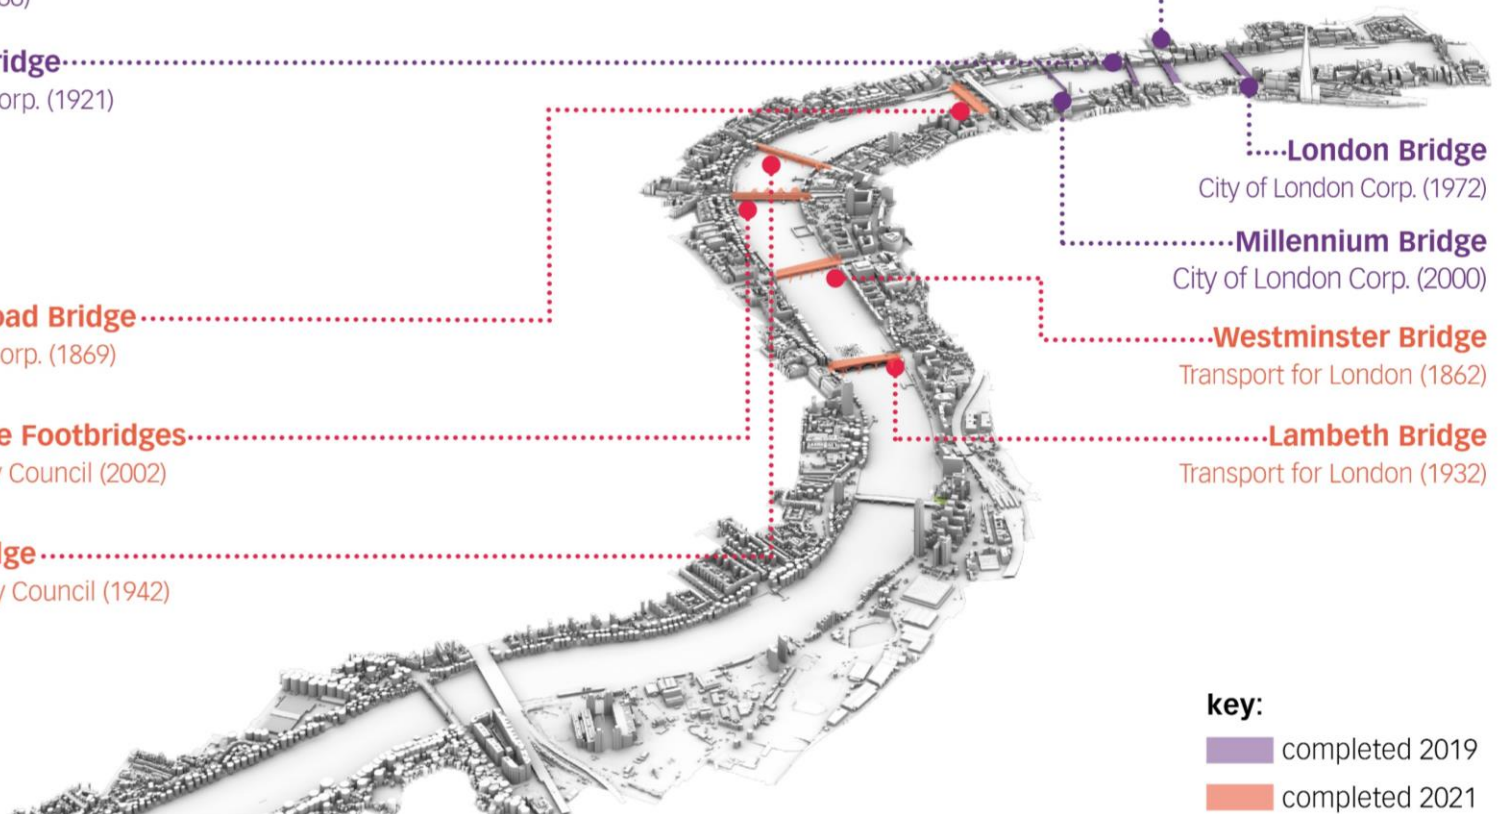 ridge
orp. (1921)
London Bridge
City of London Corp. (1972)
Millennium Bridge
City of London Corp. (2000)
oad Bridge
orp. (1869)
Westminster Bridge
Transport for London (1862)
e Footbridges
Council (2002)
Lambeth Bridge
Transport for London (1932)
dge
Council (1942)
key:
completed 2019
completed 2021